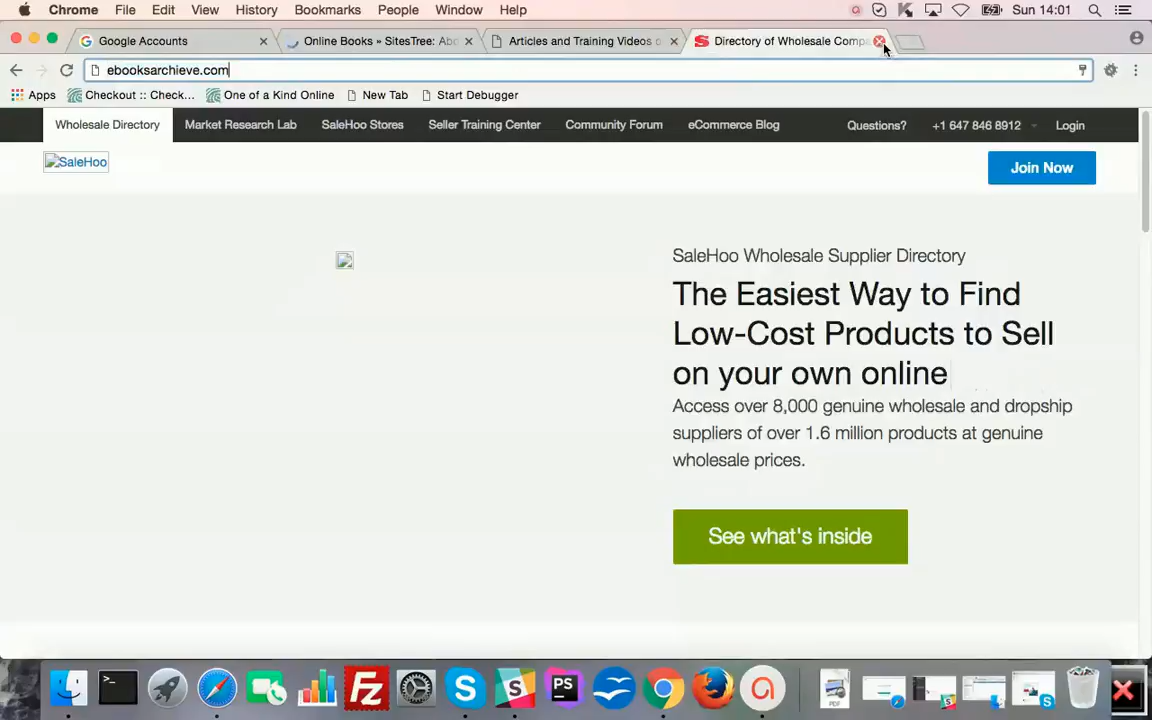 Chrome File Edit View History Bookmarks People Window Help Sun 14:01
Google Accounts Online Books » SitesTree: Abo Articles and Training Videos o Directory of Wholesale Compa
ebooksarchieve.com
Apps Checkout :: Check... One of a Kind Online New Tab Start Debugger
Wholesale Directory Market Research Lab SaleHoo Stores Seller Training Center Community Forum eCommerce Blog Questions? +1 647 846 8912 Login
SaleHoo Join Now
SaleHoo Wholesale Supplier Directory
The Easiest Way to Find
Low-Cost Products to Sell
on your own online
Access over 8,000 genuine wholesale and dropship
suppliers of over 1.6 million products at genuine
wholesale prices.
See what's inside